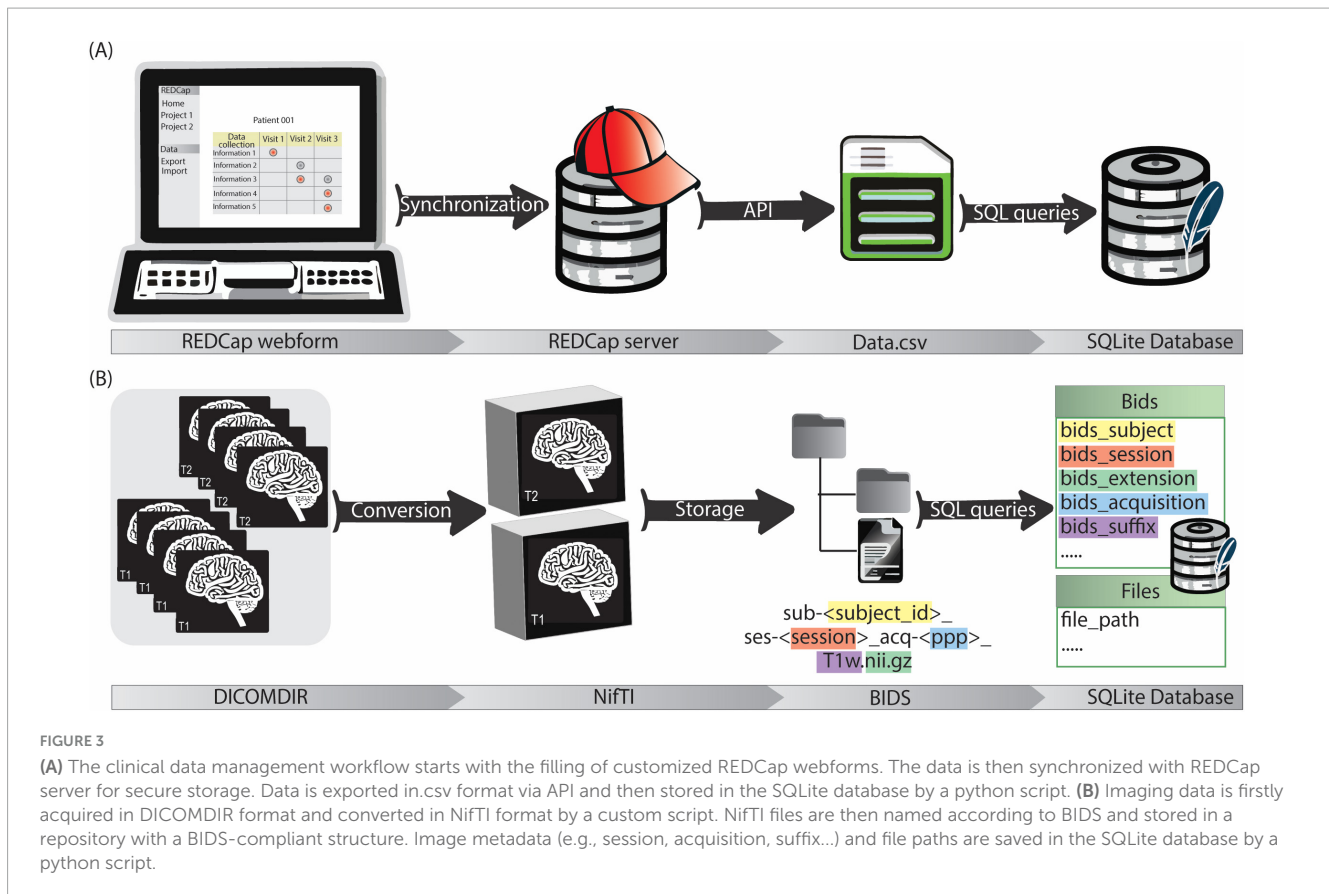 (A)
REDCap
Home
Project 1
Project 2
Data
Export
Import
Patient 001
Data collection Visit 1 Visit 2 Visit 3
Information 1
Information 2
Information 3
Information 4
Information 5
Synchronization
API
SQL queries
REDCap webform
REDCap server
Data.csv
SQLite Database
(B)
T2
T2
T2
T2
T1
T1
T1
T1
Conversion
T2
T1
Storage
SQL queries
sub-<subject_id>_
ses-<session>_acq-<ppp>_
T1w.nii.gz
Bids
bids_subject
bids_session
bids_extension
bids_acquisition
bids_suffix
.....
Files
file_path
.....
DICOMDIR
NifTI
BIDS
SQLite Database
FIGURE 3
(A) The clinical data management workflow starts with the filling of customized REDCap webforms. The data is then synchronized with REDCap
server for secure storage. Data is exported in.csv format via API and then stored in the SQLite database by a python script. (B) Imaging data is firstly
acquired in DICOMDIR format and converted in NifTI format by a custom script. NifTI files are then named according to BIDS and stored in a
repository with a BIDS-compliant structure. Image metadata (e.g., session, acquisition, suffix...) and file paths are saved in the SQLite Database by a
python script.